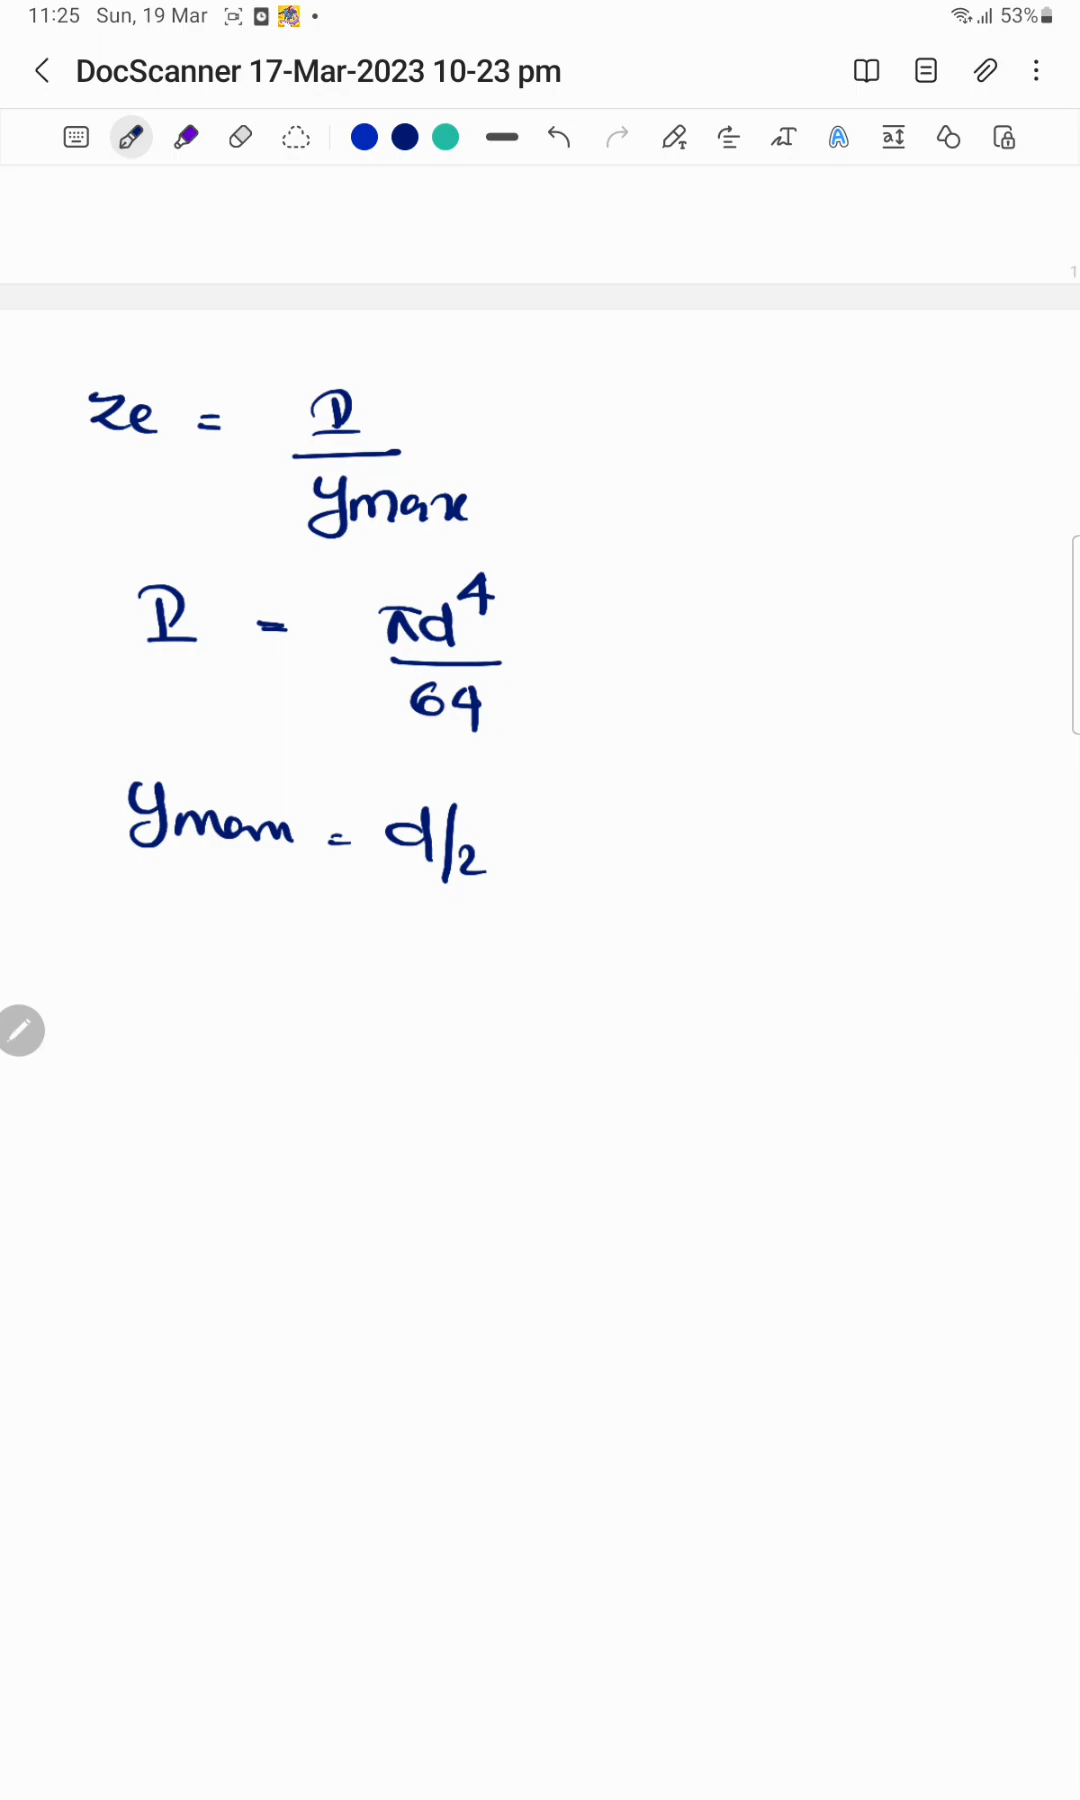 11:25 Sun, 19 Mar 53%
DocScanner 17-Mar-2023 10-23 pm
1
Ze = I / ymax
I = πd⁴ / 64
ymax = d/2